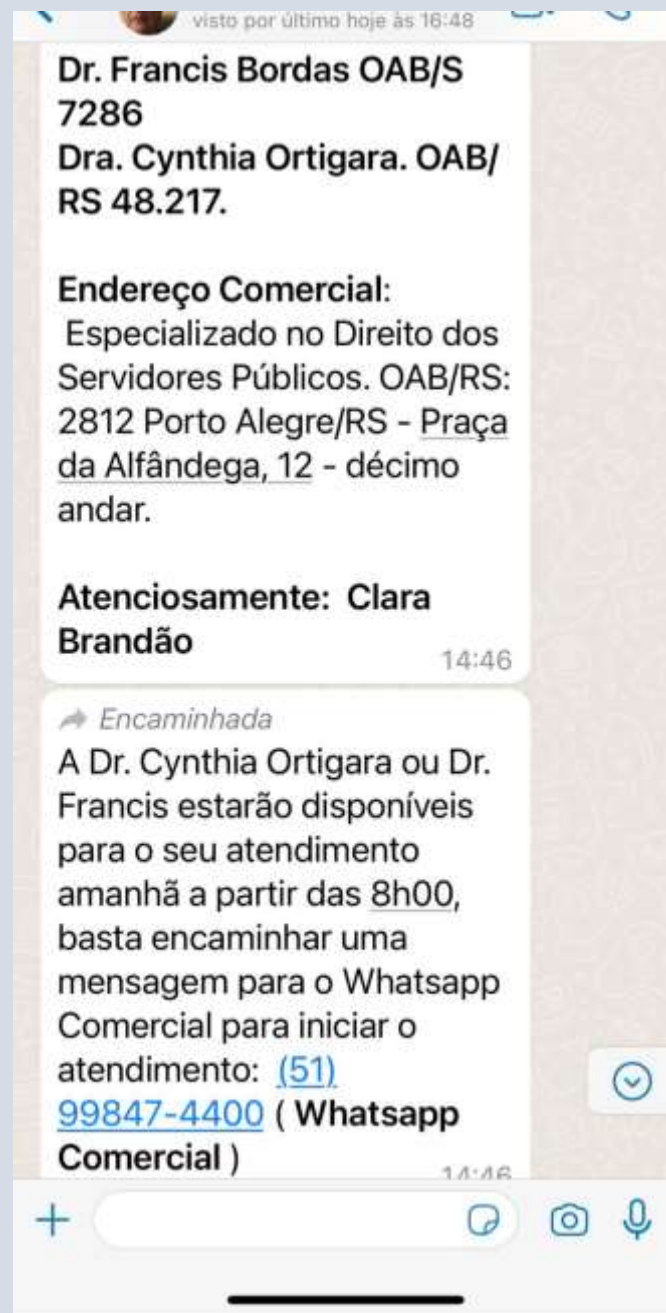 visto por último hoje às 16:48
Dr. Francis Bordas OAB/S
7286
Dra. Cynthia Ortigara. OAB/
RS 48.217.
Endereço Comercial:
Especializado no Direito dos
Servidores Públicos. OAB/RS:
2812 Porto Alegre/RS - Praça
da Alfândega, 12 - décimo
andar.
Atenciosamente: Clara
Brandão
14:46
Encaminhada
A Dr. Cynthia Ortigara ou Dr.
Francis estarão disponíveis
para o seu atendimento
amanhã a partir das 8h00,
basta encaminhar uma
mensagem para o Whatsapp
Comercial para iniciar o
atendimento: (51)
99847-4400 ( Whatsapp
Comercial )
14:46